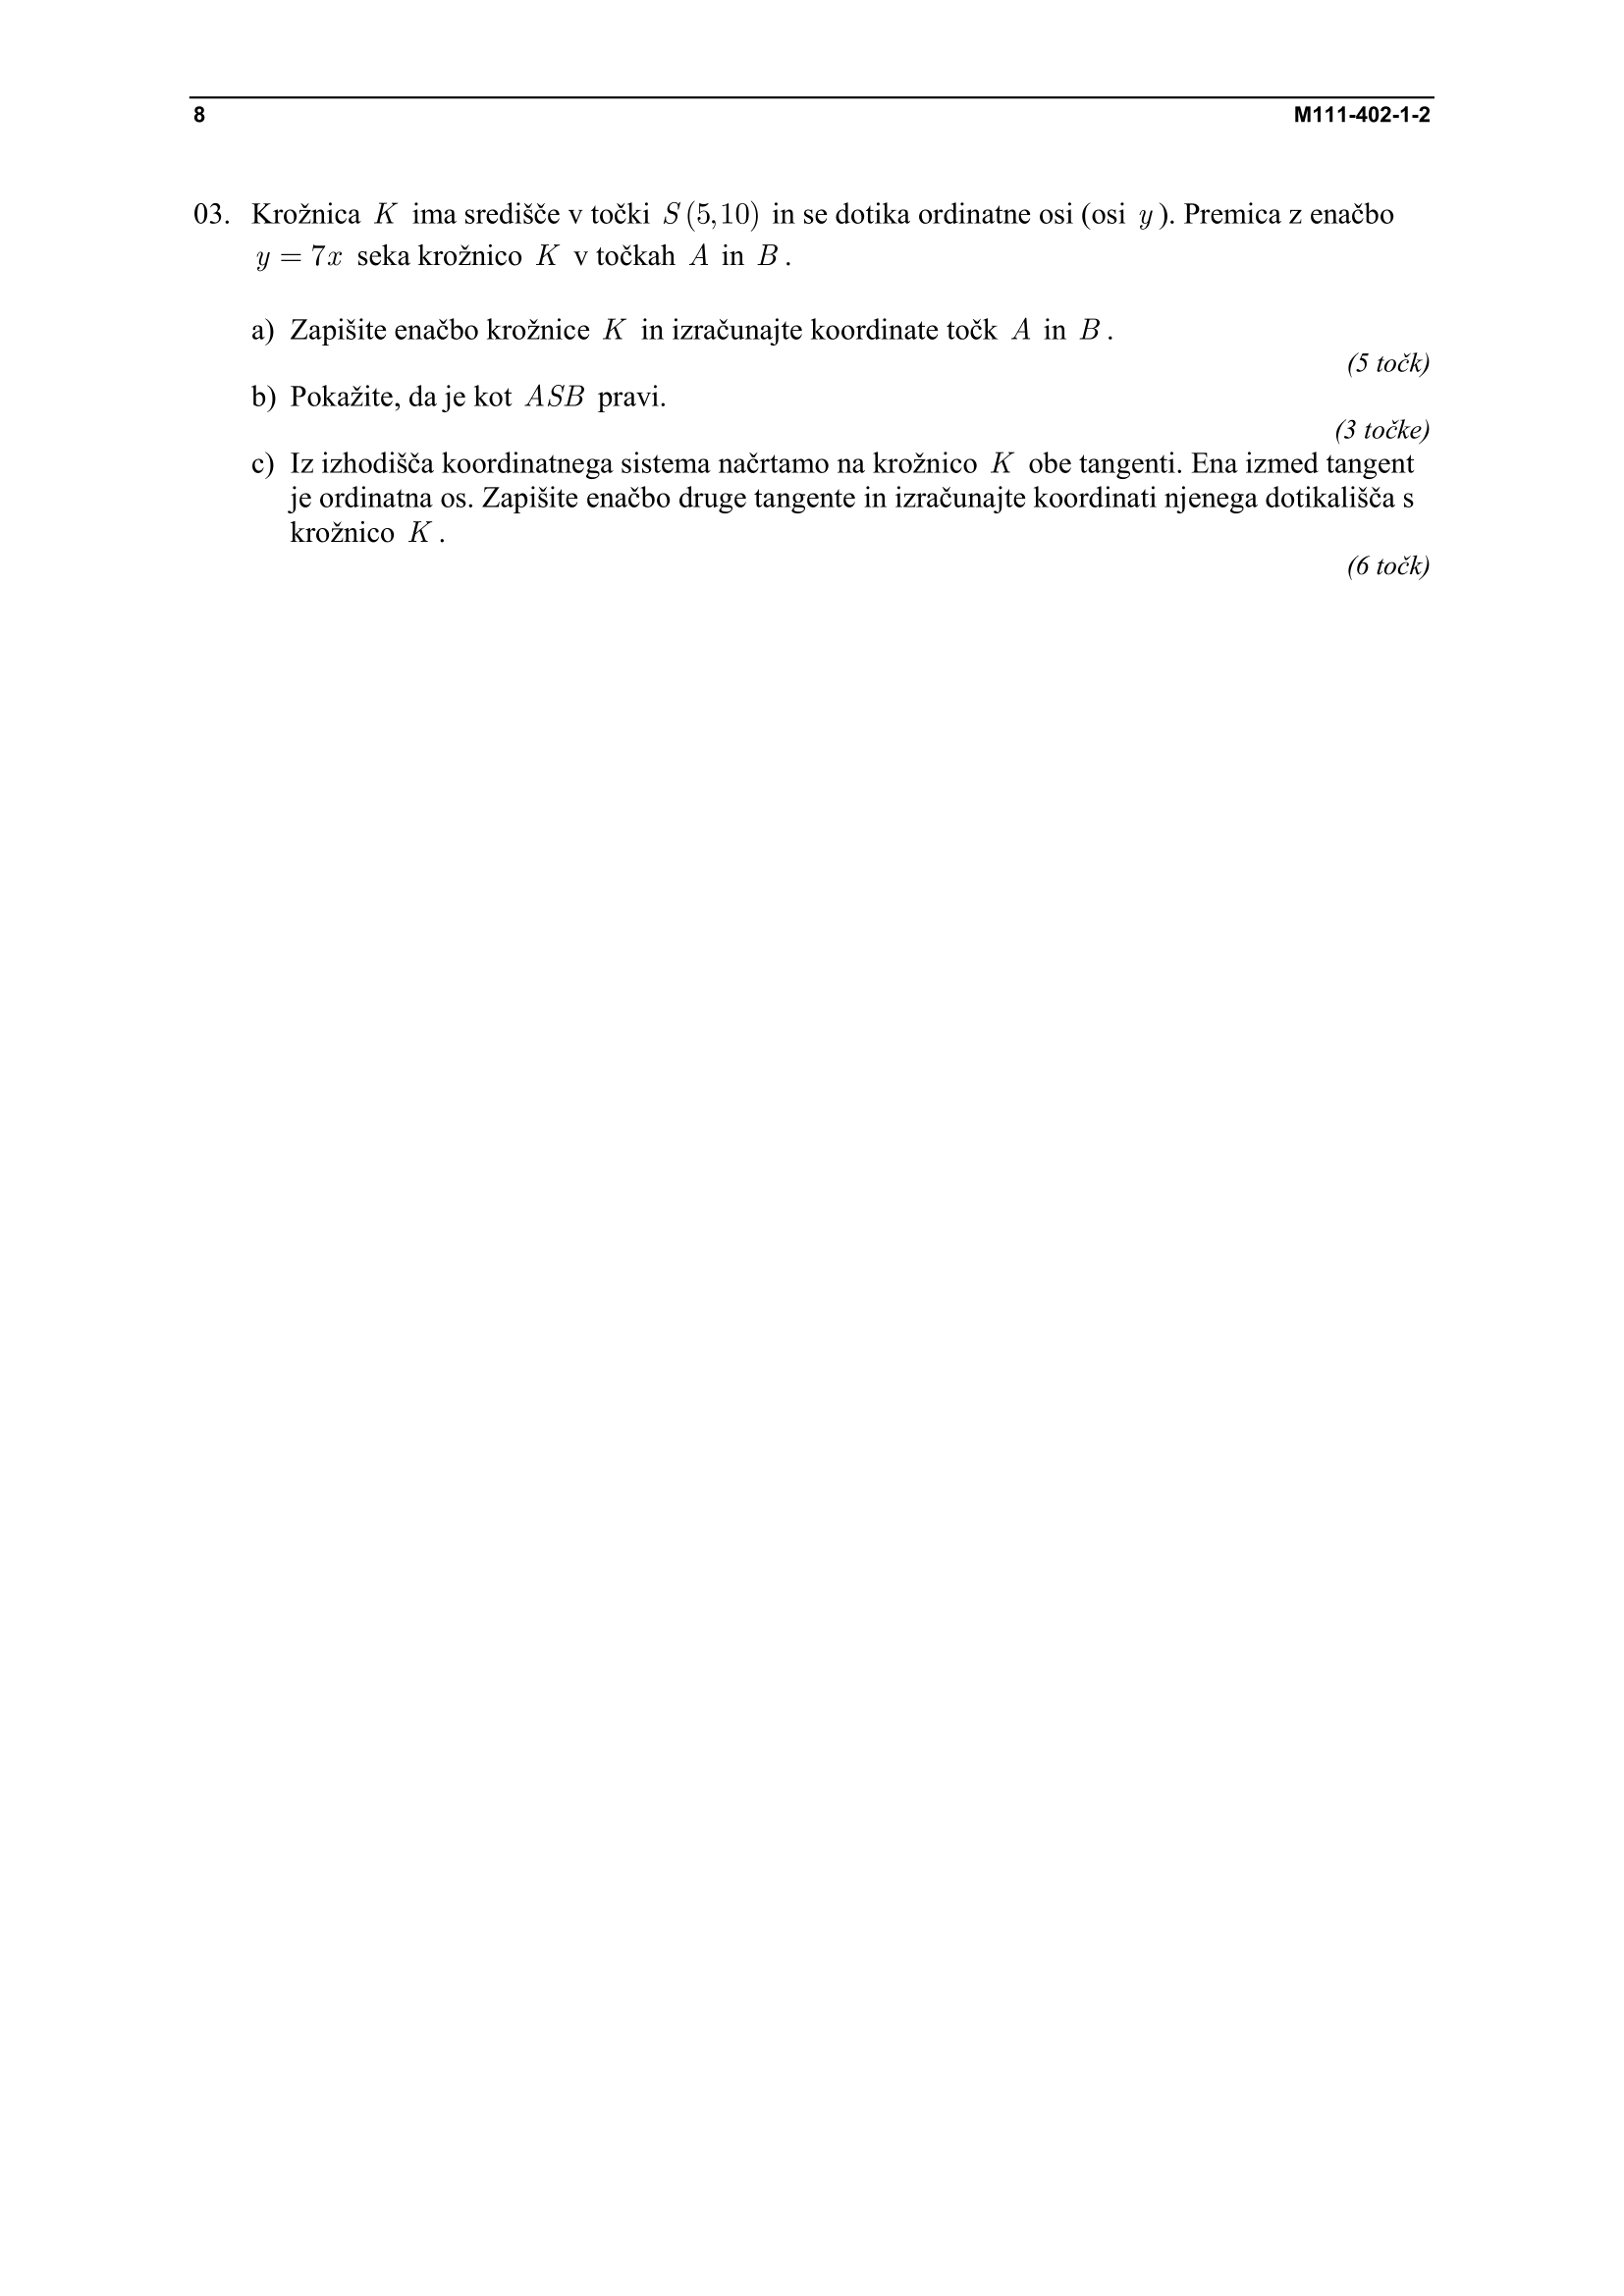 8 M111-402-1-2
03. Krožnica K ima središče v točki S(5,10) in se dotika ordinatne osi (osi y). Premica z enačbo
y = 7x seka krožnico K v točkah A in B.
a) Zapišite enačbo krožnice K in izračunajte koordinate točk A in B.
(5 točk)
b) Pokažite, da je kot ASB pravi.
(3 točke)
c) Iz izhodišča koordinatnega sistema načrtamo na krožnico K obe tangenti. Ena izmed tangent
je ordinatna os. Zapišite enačbo druge tangente in izračunajte koordinati njenega dotikališča s
krožnico K.
(6 točk)